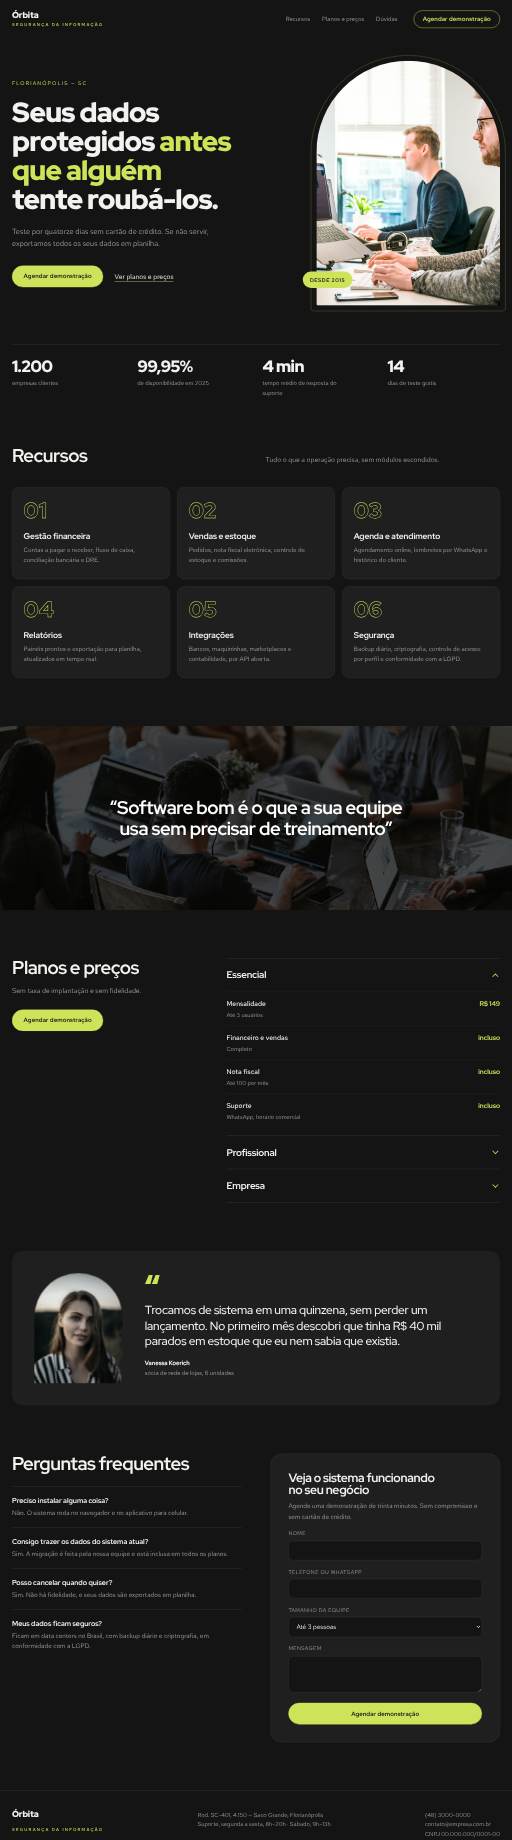 Órbita
SEGURANÇA DA INFORMAÇÃO
Recursos
Planos e preços
Dúvidas
Agendar demonstração
FLORIANÓPOLIS — SC
Seus dados
protegidos antes
que alguém
tente roubá-los.
Teste por quatorze dias sem cartão de crédito. Se não servir,
exportamos todos os seus dados em planilha.
Agendar demonstração
Ver planos e preços
DESDE 2015
1.200
empresas clientes
99,95%
de disponibilidade em 2025
4 min
tempo médio de resposta do
suporte
14
dias de teste grátis
Recursos
Tudo o que a operação precisa, sem módulos escondidos.
01
Gestão financeira
Contas a pagar e receber, fluxo de caixa,
conciliação bancária e DRE.
02
Vendas e estoque
Pedidos, nota fiscal eletrônica, controle de
estoque e comissões.
03
Agenda e atendimento
Agendamento online, lembretes por WhatsApp e
histórico do cliente.
04
Relatórios
Painéis prontos e exportação para planilha,
atualizados em tempo real.
05
Integrações
Bancos, maquininhas, marketplaces e
contabilidade, por API aberta.
06
Segurança
Backup diário, criptografia, controle de acesso
por perfil e conformidade com a LGPD.
“Software bom é o que a sua equipe
usa sem precisar de treinamento”
Planos e preços
Sem taxa de implantação e sem fidelidade.
Agendar demonstração
Essencial
Mensalidade
R$ 149
Até 3 usuários
Financeiro e vendas
incluso
Completo
Nota fiscal
incluso
Até 100 por mês
Suporte
incluso
WhatsApp, horário comercial
Profissional
Empresa
Trocamos de sistema em uma quinzena, sem perder um
lançamento. No primeiro mês descobri que tinha R$ 40 mil
parados em estoque que eu nem sabia que existia.
Vanessa Koerich
sócia de rede de lojas, 6 unidades
Perguntas frequentes
Preciso instalar alguma coisa?
Não. O sistema roda no navegador e no aplicativo para celular.
Consigo trazer os dados do sistema atual?
Sim. A migração é feita pela nossa equipe e está inclusa em todos os planos.
Posso cancelar quando quiser?
Sim. Não há fidelidade, e seus dados são exportados em planilha.
Meus dados ficam seguros?
Ficam em data centers no Brasil, com backup diário e criptografia, em
conformidade com a LGPD.
Veja o sistema funcionando
no seu negócio
Agende uma demonstração de trinta minutos. Sem compromisso e
sem cartão de crédito.
NOME
TELEFONE OU WHATSAPP
TAMANHO DA EQUIPE
Até 3 pessoas
MENSAGEM
Agendar demonstração
Órbita
SEGURANÇA DA INFORMAÇÃO
Rod. SC-401, 4.150 — Saco Grande, Florianópolis
Suporte, segunda a sexta, 8h–20h · Sábado, 9h–13h
(48) 3000-0000
contato@empresa.com.br
CNPJ 00.000.000/0001-00